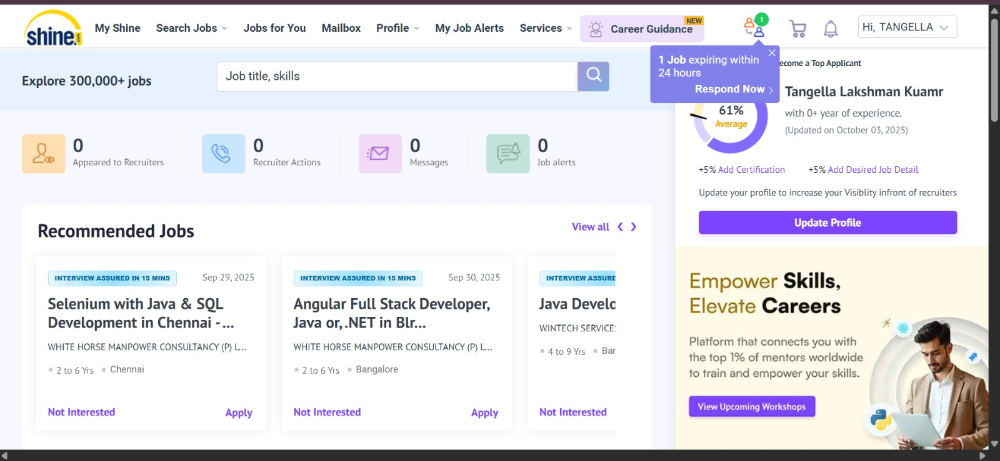 shine.com
My Shine
Search Jobs
Jobs for You
Mailbox
Profile
My Job Alerts
Services
Career Guidance
NEW
1
Hi, TANGELLA
1 Job expiring within
24 hours
Respond Now
Explore 300,000+ jobs
Job title, skills
ecome a Top Applicant
Tangella Lakshman Kuamr
with 0+ year of experience.
(Updated on October 03, 2025)
61%
Average
+5% Add Certification
+5% Add Desired Job Detail
Update your profile to increase your Visiblity infront of recruiters
Update Profile
0
Appeared to Recruiters
0
Recruiter Actions
0
Messages
0
Job alerts
Recommended Jobs
View all
INTERVIEW ASSURED IN 15 MINS
Sep 29, 2025
Selenium with Java & SQL
Development in Chennai - ...
WHITE HORSE MANPOWER CONSULTANCY (P) L...
2 to 6 Yrs
Chennai
Not Interested
Apply
INTERVIEW ASSURED IN 15 MINS
Sep 30, 2025
Angular Full Stack Developer,
Java or, .NET in Blr...
WHITE HORSE MANPOWER CONSULTANCY (P) L...
2 to 6 Yrs
Bangalore
Not Interested
Apply
INTERVIEW ASSURE
Java Develo
WINTECH SERVICES
4 to 9 Yrs
Ban
Not Interested
Empower Skills,
Elevate Careers
Platform that connects you with
the top 1% of mentors worldwide
to train and empower your skills.
View Upcoming Workshops